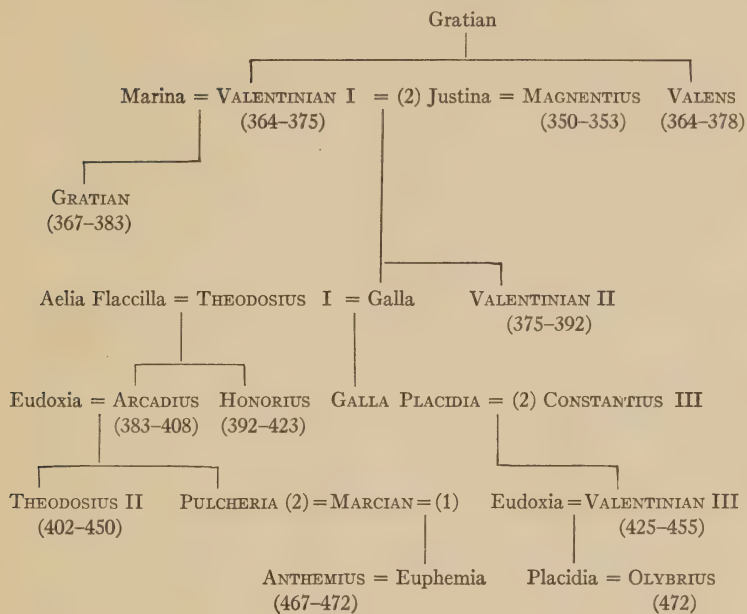 Gratian
Marina = VALENTINIAN I = (2) Justina = MAGNENTIUS VALENS
(364–375) (350–353) (364–378)
GRATIAN
(367–383)
Aelia Flaccilla = THEODOSIUS I = Galla VALENTINIAN II
(375–392)
Eudoxia = ARCADIUS HONORIUS GALLA PLACIDIA = (2) CONSTANTIUS III
(383–408) (392–423)
THEODOSIUS II PULCHERIA (2) = MARCIAN = (1) Eudoxia = VALENTINIAN III
(402–450) (425–455)
ANTHEMIUS = Euphemia Placidia = OLYBRIUS
(467–472) (472)